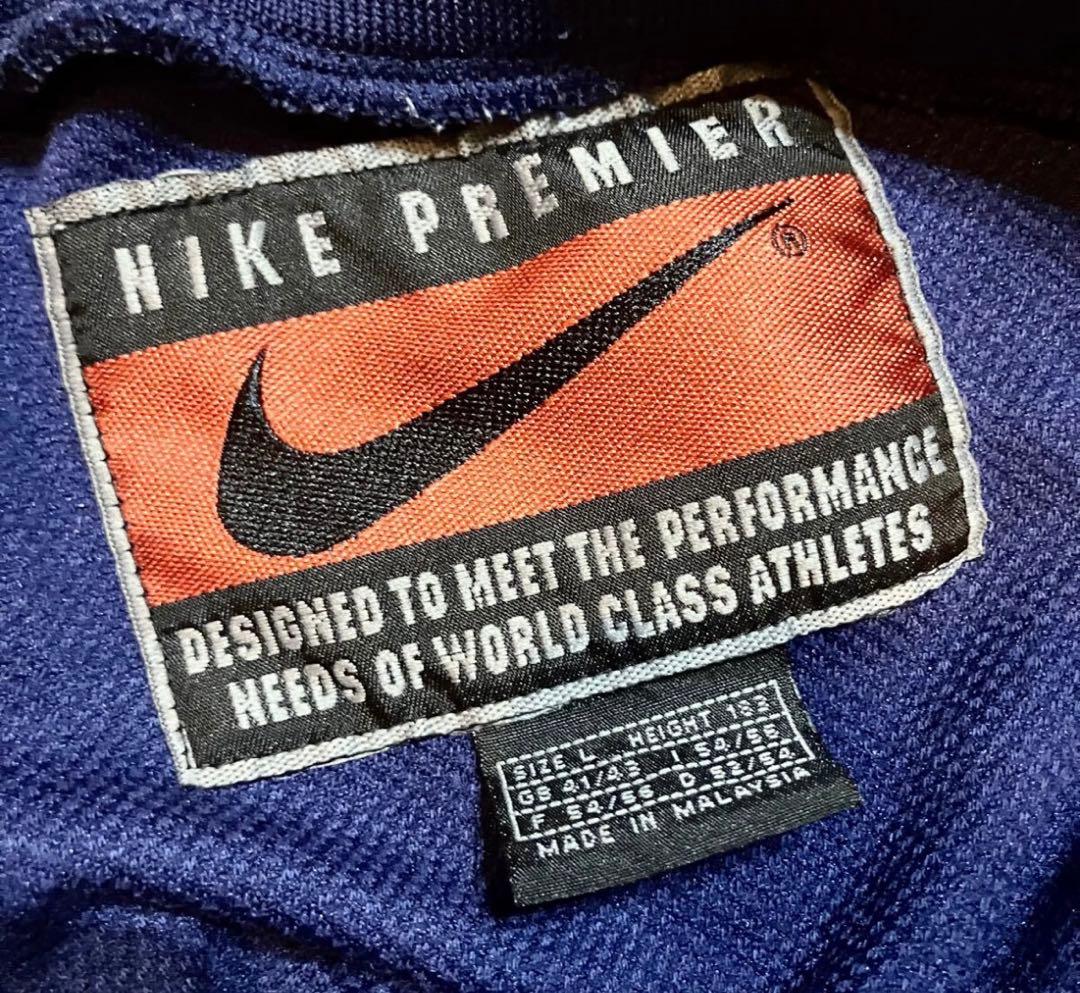 NIKE PREMIER
®
DESIGNED TO MEET THE PERFORMANCE
NEEDS OF WORLD CLASS ATHLETES
SIZE L HEIGHT 183
GB 41/43 I 54/56
F 54/56 D 52/54
MADE IN MALAYSIA